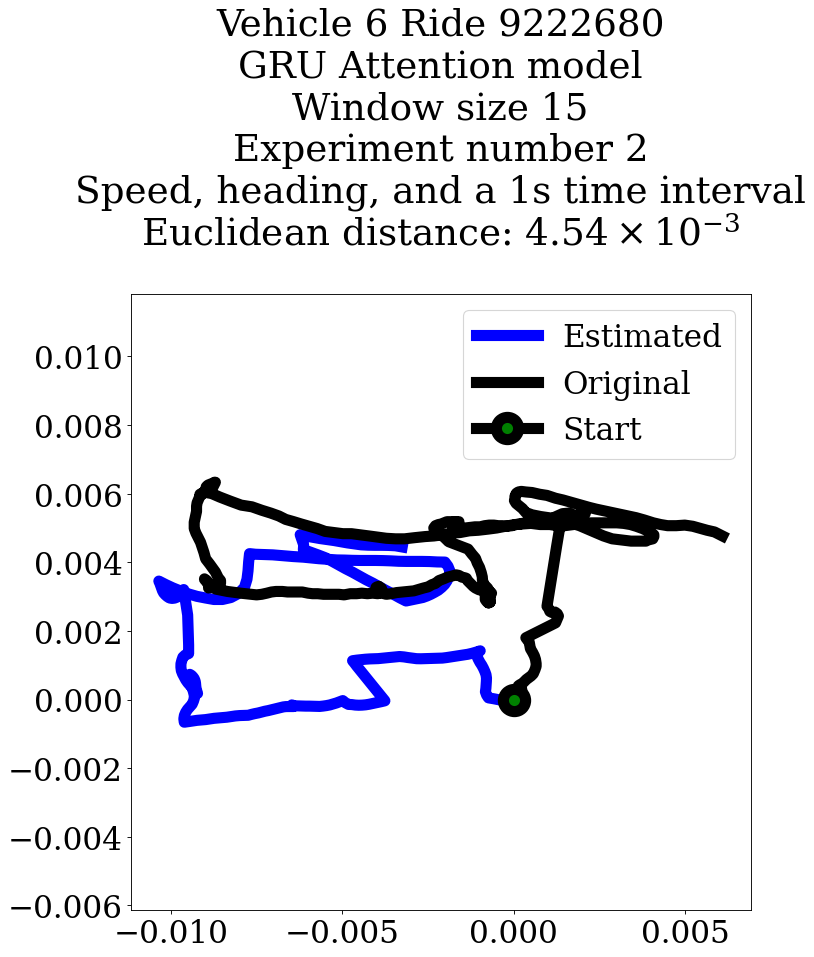 Vehicle 6 Ride 9222680
GRU Attention model
Window size 15
Experiment number 2
Speed, heading, and a 1s time interval
Euclidean distance: 4.54 × 10⁻³
Estimated
Original
Start
0.010
0.008
0.006
0.004
0.002
0.000
−0.002
−0.004
−0.006
−0.010 −0.005 0.000 0.005